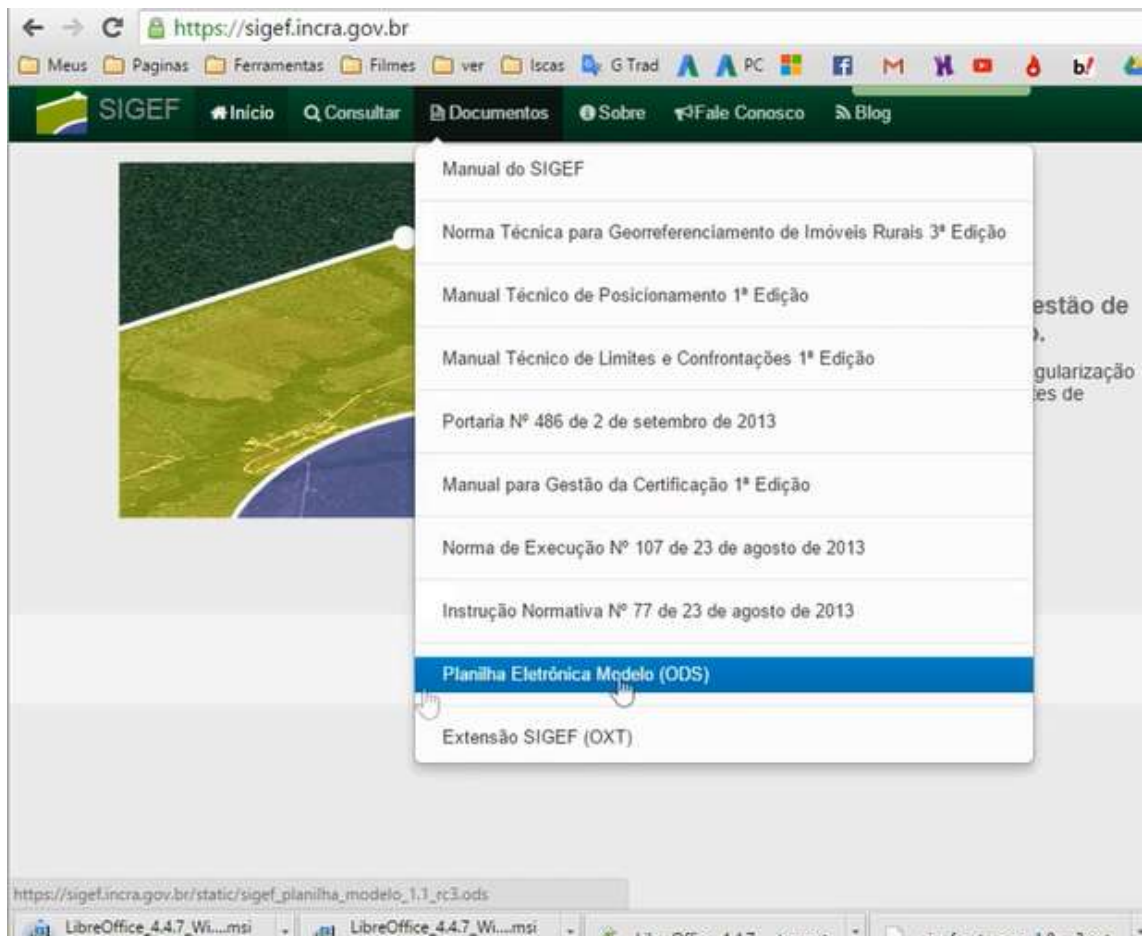 https://sigef.incra.gov.br
Meus Paginas Ferramentas Filmes ver Iscas G Trad PC b!
SIGEF Início Consultar Documentos Sobre Fale Conosco Blog
Manual do SIGEF
Norma Técnica para Georreferenciamento de Imóveis Rurais 3ª Edição
Manual Técnico de Posicionamento 1ª Edição
estão de
o.
Manual Técnico de Limites e Confrontações 1ª Edição
gularização
tes de
Portaria Nº 486 de 2 de setembro de 2013
Manual para Gestão da Certificação 1ª Edição
Norma de Execução Nº 107 de 23 de agosto de 2013
Instrução Normativa Nº 77 de 23 de agosto de 2013
Planilha Eletrônica Modelo (ODS)
Extensão SIGEF (OXT)
https://sigef.incra.gov.br/static/sigef_planilha_modelo_1.1_rc3.ods
LibreOffice_4.4.7_Wi....msi LibreOffice_4.4.7_Wi....msi